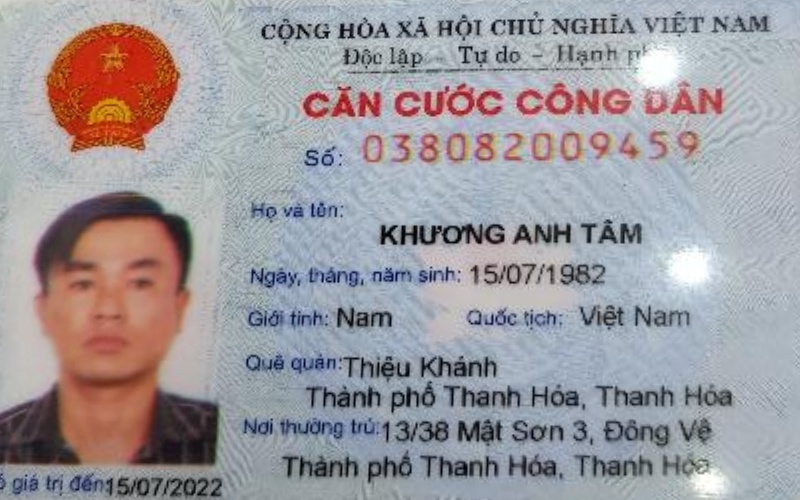 CỘNG HÒA XÃ HỘI CHỦ NGHĨA VIỆT NAM
Độc lập - Tự do - Hạnh
CĂN CƯỚC CÔNG DÂN
Số: 038082009459
Họ và tên:
KHƯƠNG ANH TÂM
Ngày, tháng, năm sinh: 15/07/1982
Giới tính: Nam Quốc tịch: Việt Nam
Quê quán: Thiệu Khánh
Thành phố Thanh Hóa, Thanh Hóa
Nơi thường trú: 13/38 Mật Sơn 3, Đông Vệ
Thành phố Thanh Hóa, Thanh Hóa
giá trị đến 15/07/2022